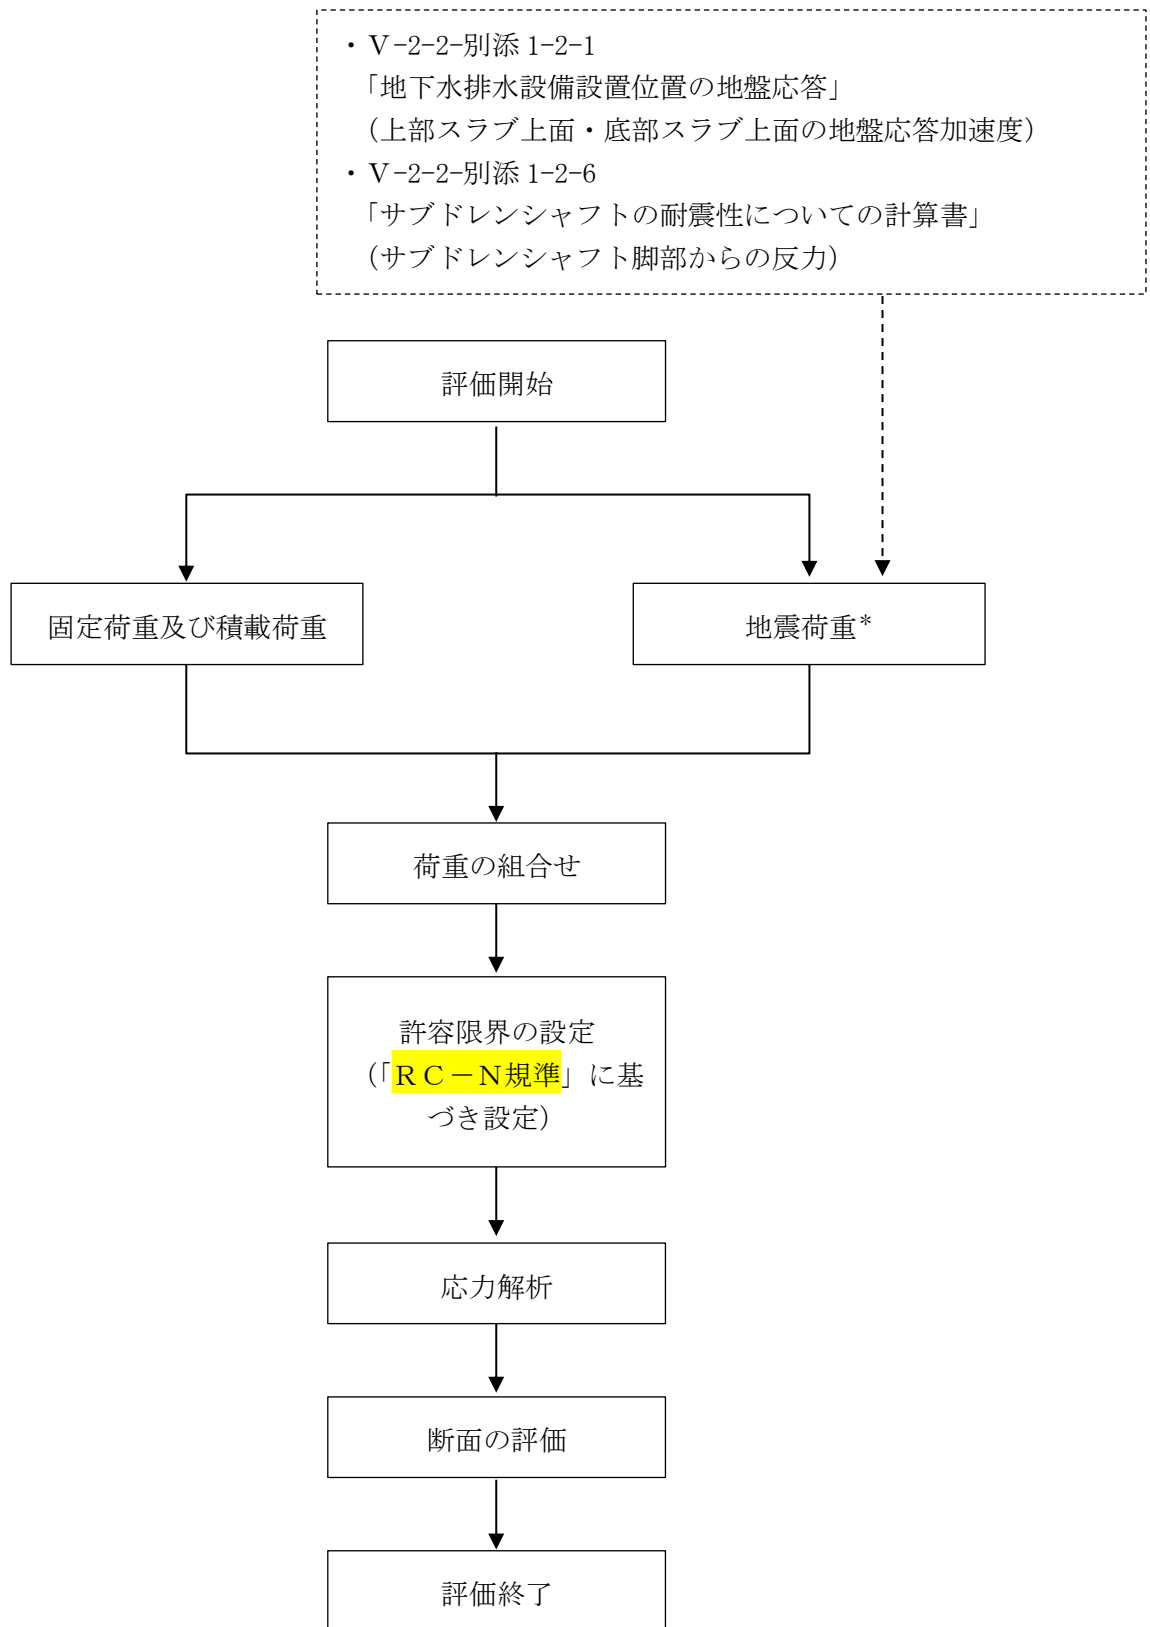 ・Ⅴ-2-2-別添 1-2-1
「地下水排水設備設置位置の地盤応答」
（上部スラブ上面・底部スラブ上面の地盤応答加速度）
・Ⅴ-2-2-別添 1-2-6
「サブドレンシャフトの耐震性についての計算書」
（サブドレンシャフト脚部からの反力）
評価開始
固定荷重及び積載荷重
地震荷重*
荷重の組合せ
許容限界の設定
（「ＲＣ－Ｎ規準」に基
づき設定）
応力解析
断面の評価
評価終了